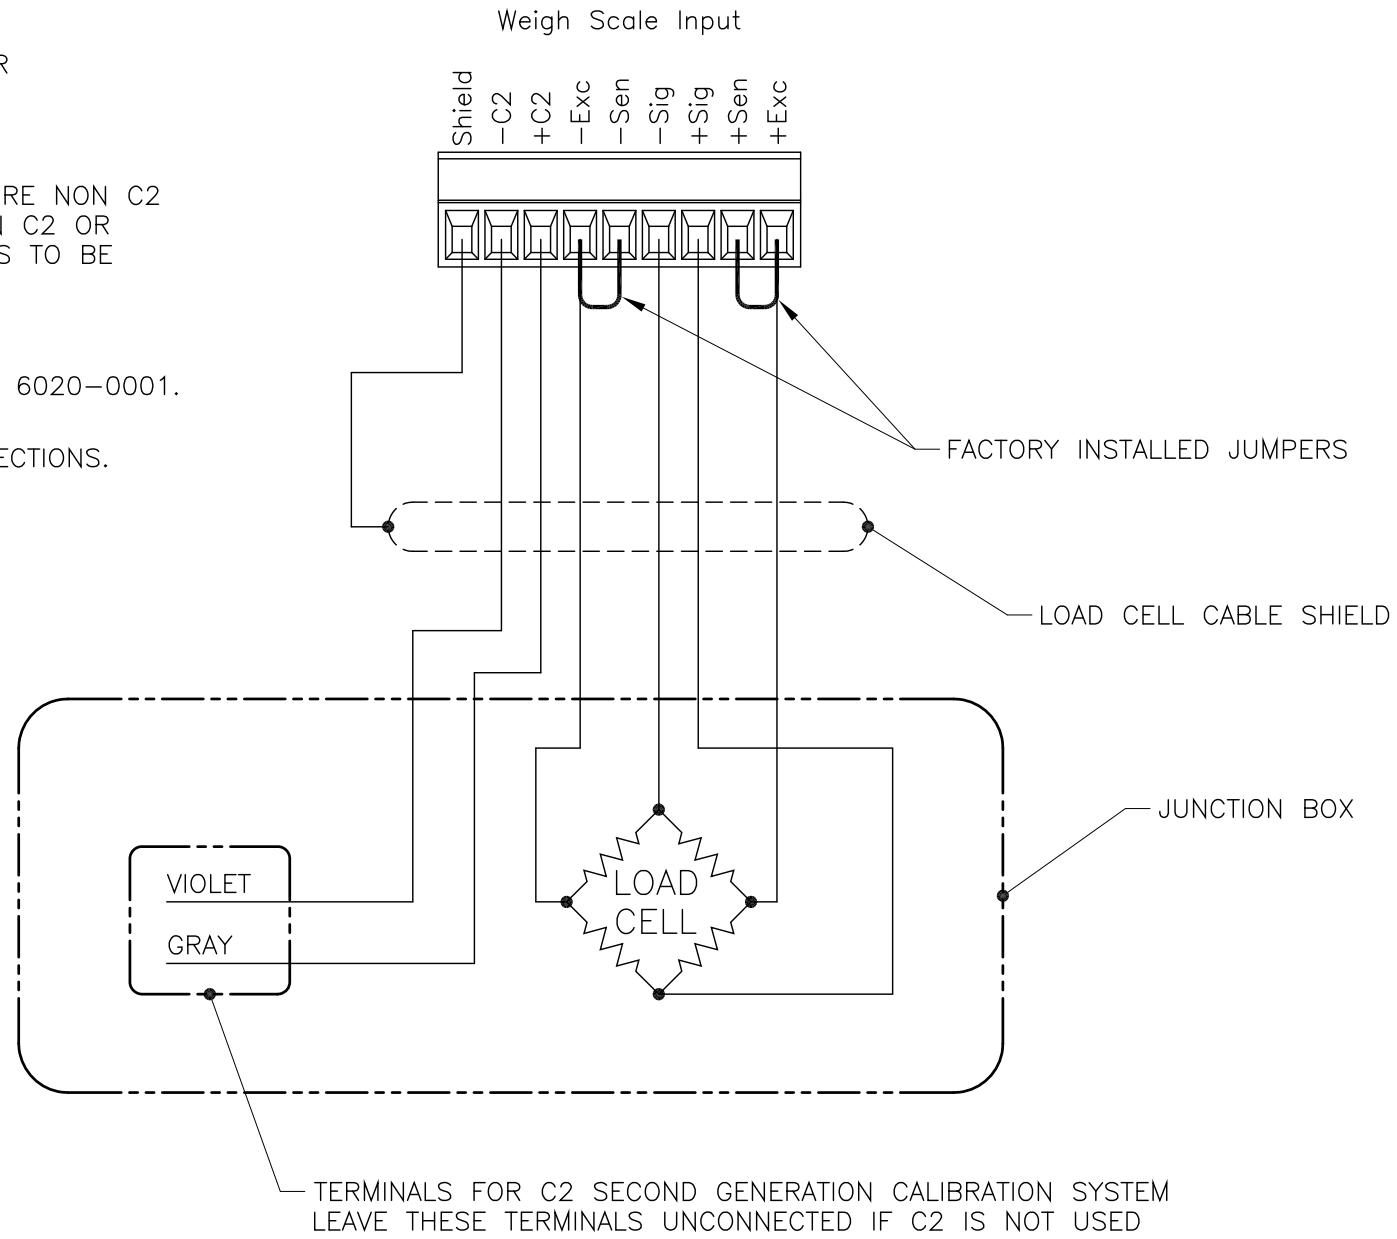 Weigh Scale Input
R
Shield
-C2
+C2
-Exc
-Sen
-Sig
+Sig
+Sen
+Exc
RE NON C2
C2 OR
S TO BE
6020-0001.
ECTIONS.
FACTORY INSTALLED JUMPERS
LOAD CELL CABLE SHIELD
JUNCTION BOX
VIOLET
GRAY
LOAD
CELL
TERMINALS FOR C2 SECOND GENERATION CALIBRATION SYSTEM
LEAVE THESE TERMINALS UNCONNECTED IF C2 IS NOT USED